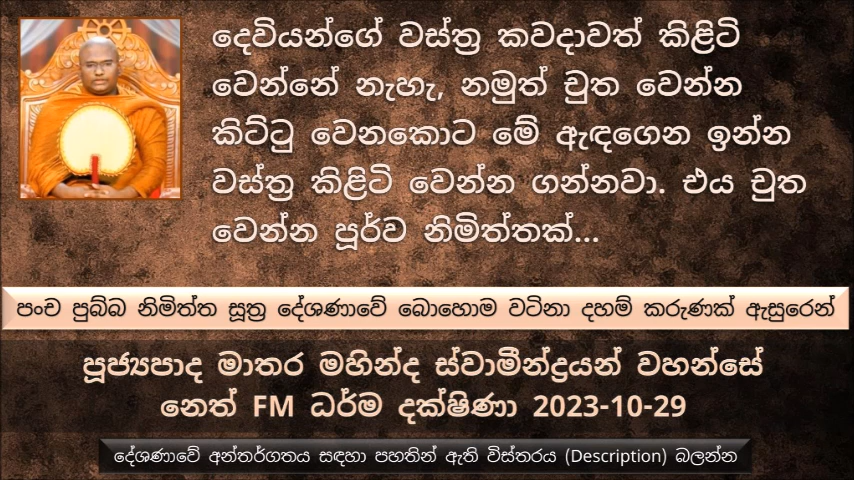 දෙවියන්ගේ වස්ත්‍ර කවදාවත් කිළිටි
වෙන්නේ නැහැ, නමුත් චුත වෙන්න
කිට්ටු වෙනකොට මේ ඇඳගෙන ඉන්න
වස්ත්‍ර කිළිටි වෙන්න ගන්නවා. එය චුත
වෙන්න පූර්ව නිමිත්තක්...
පංච පුබ්බ නිමිත්ත සූත්‍ර දේශණාවේ බොහොම වටිනා දහම් කරුණක් ඇසුරෙන්
පූජ්‍යපාද මාතර මහින්ද ස්වාමීන්ද්‍රයන් වහන්සේ
නෙත් FM ධර්ම දක්ෂිණා 2023-10-29
දේශණාවේ අන්තර්ගතය සඳහා පහතින් ඇති විස්තරය (Description) බලන්න